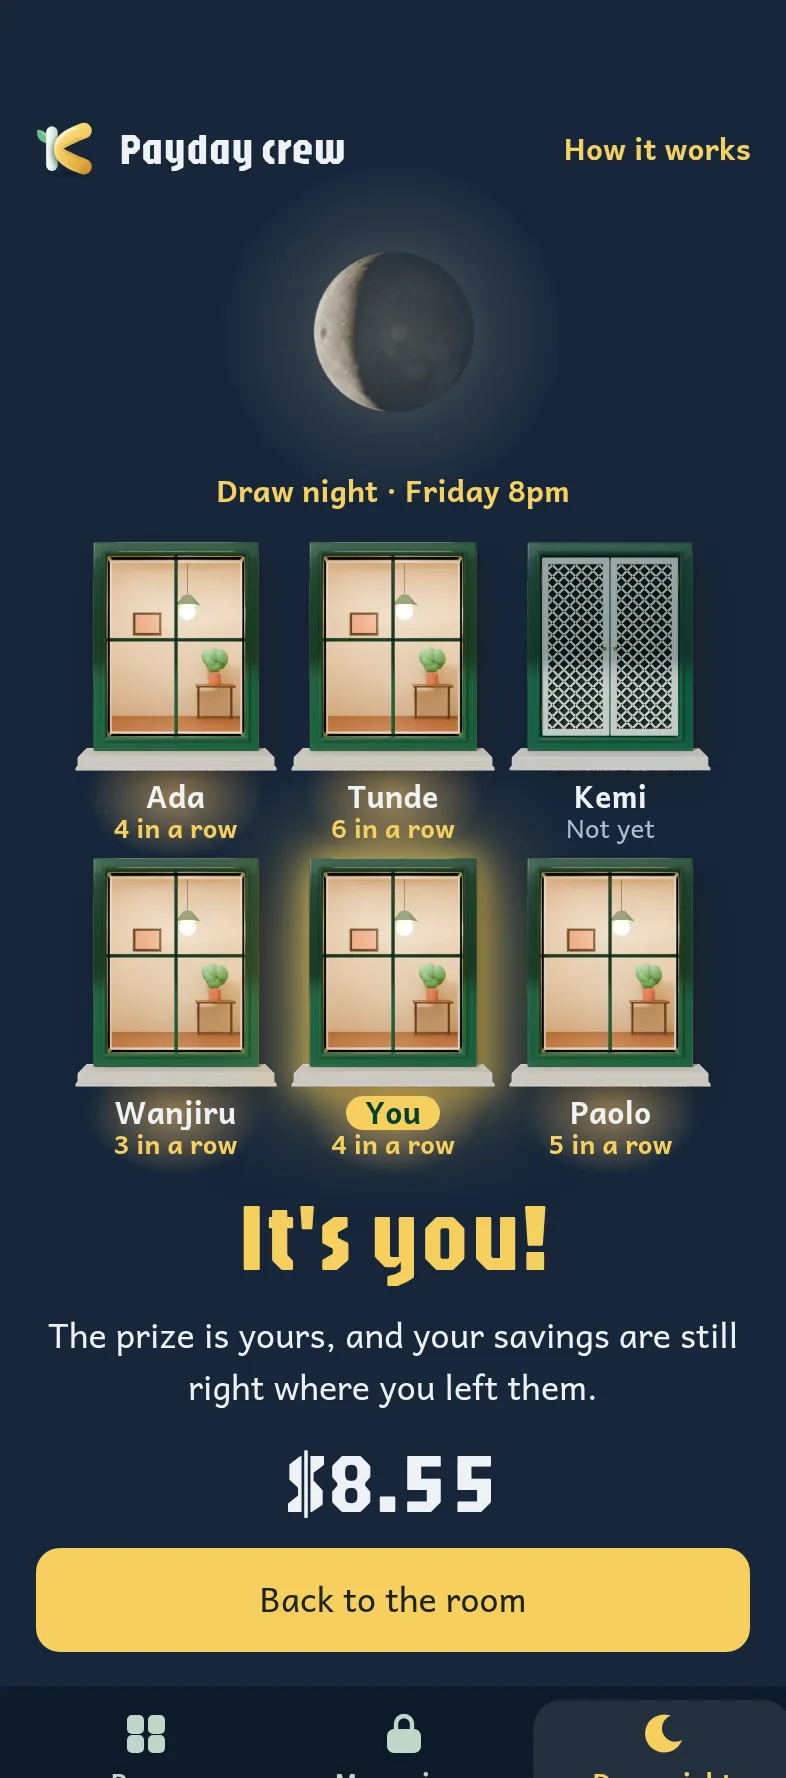 Payday crew
How it works
Draw night · Friday 8pm
Ada
Tunde
Kemi
4 in a row
6 in a row
Not yet
Wanjiru
You
Paolo
3 in a row
4 in a row
5 in a row
It's you!
The prize is yours, and your savings are still
right where you left them.
$8.55
Back to the room